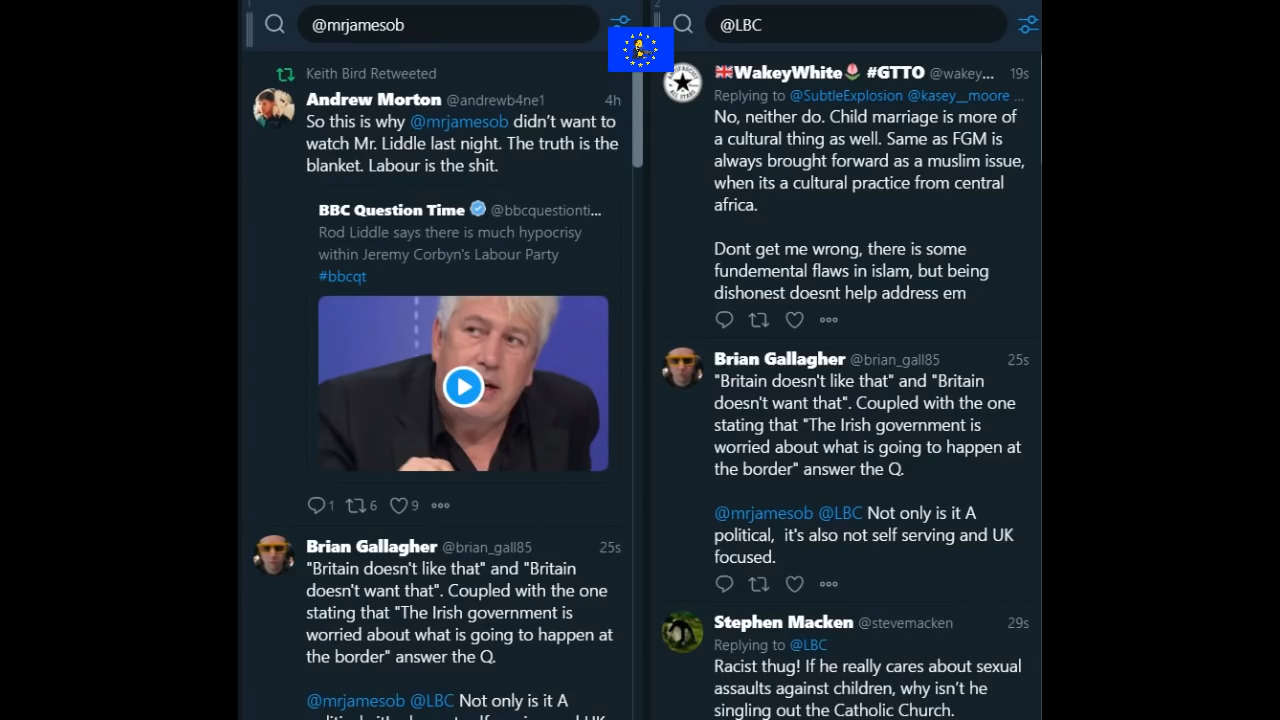 1
@mrjamesob
Keith Bird Retweeted
Andrew Morton @andrewb4ne1 4h
So this is why @mrjamesob didn't want to
watch Mr. Liddle last night. The truth is the
blanket. Labour is the shit.
BBC Question Time @bbcquestionti...
Rod Liddle says there is much hypocrisy
within Jeremy Corbyn's Labour Party
#bbcqt
1 6 9
Brian Gallagher @brian_gall85 25s
"Britain doesn't like that" and "Britain
doesn't want that". Coupled with the one
stating that "The Irish government is
worried about what is going to happen at
the border" answer the Q.
@mrjamesob @LBC Not only is it A
2
@LBC
WakeyWhite #GTTO @wakey... 19s
Replying to @SubtleExplosion @kasey__moore ...
No, neither do. Child marriage is more of
a cultural thing as well. Same as FGM is
always brought forward as a muslim issue,
when its a cultural practice from central
africa.
Dont get me wrong, there is some
fundemental flaws in islam, but being
dishonest doesnt help address em
Brian Gallagher @brian_gall85 25s
"Britain doesn't like that" and "Britain
doesn't want that". Coupled with the one
stating that "The Irish government is
worried about what is going to happen at
the border" answer the Q.
@mrjamesob @LBC Not only is it A
political,  it's also not self serving and UK
focused.
Stephen Macken @stevemacken 29s
Replying to @LBC
Racist thug! If he really cares about sexual
assaults against children, why isn't he
singling out the Catholic Church.